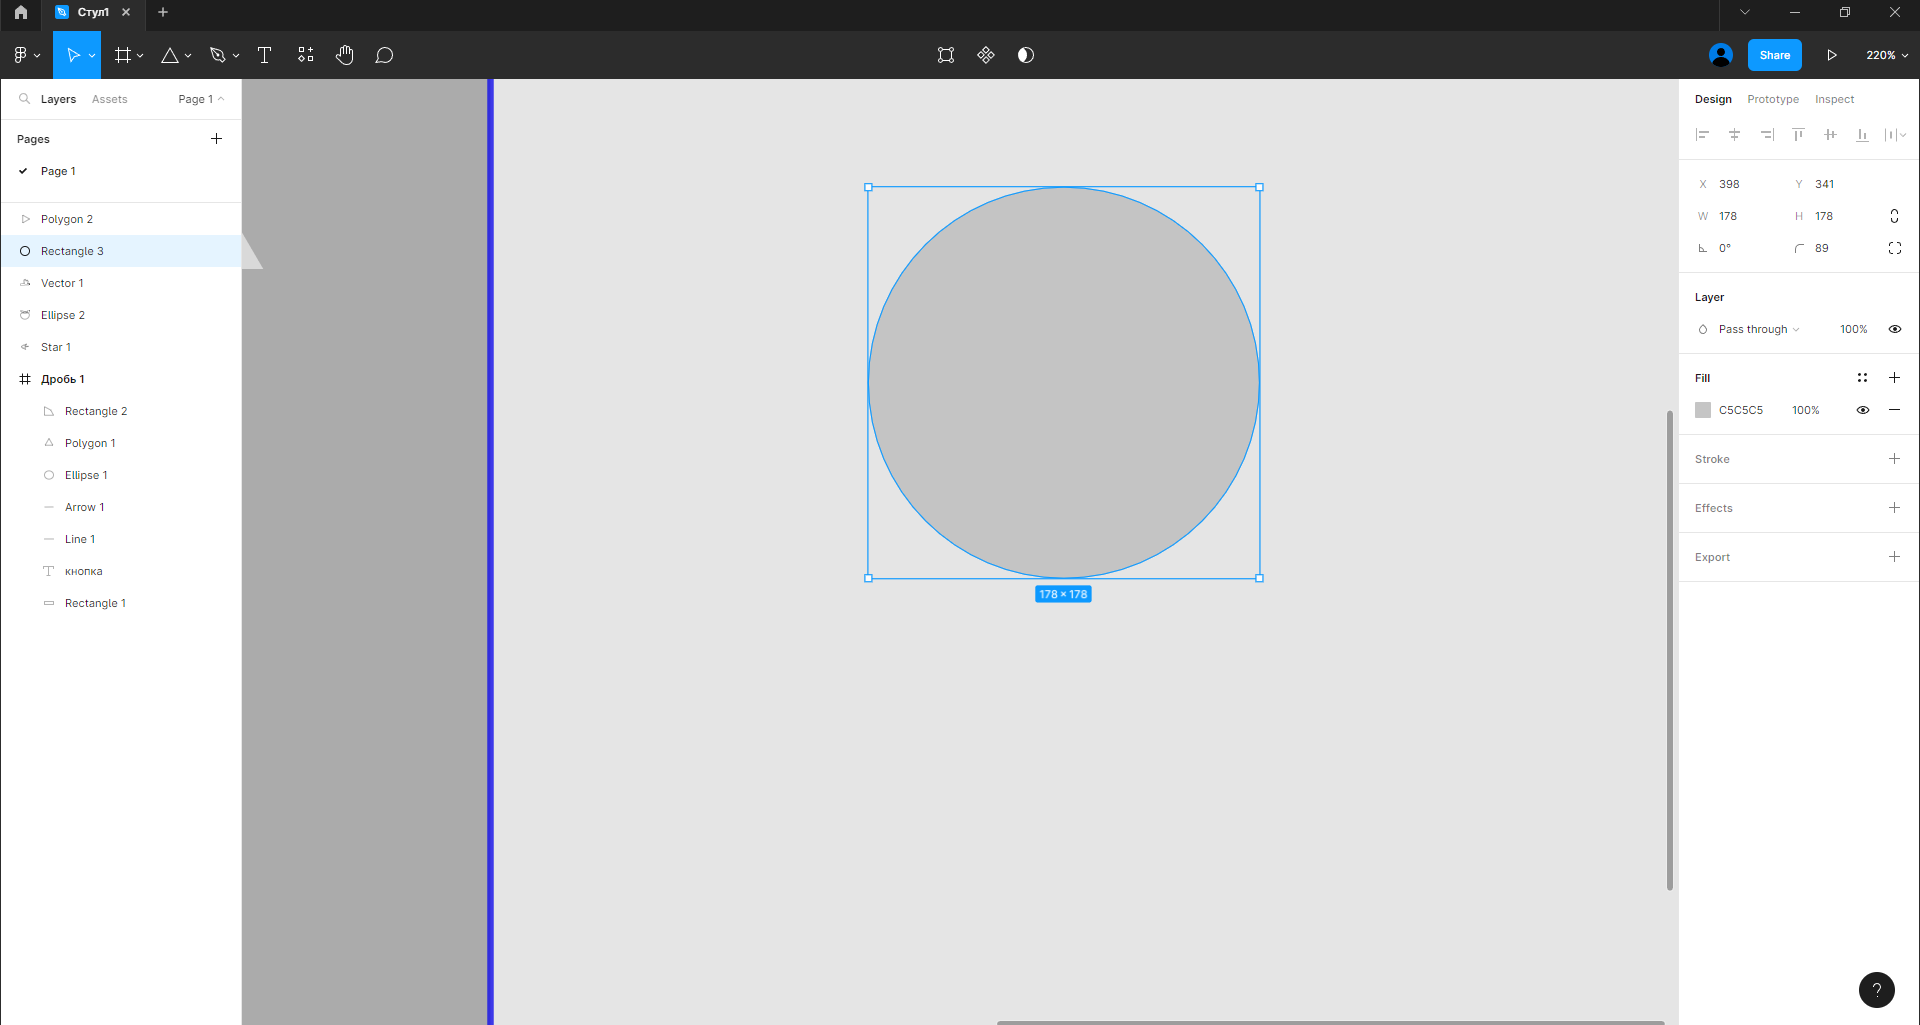 Стул1
Share
220%
Layers
Assets
Page 1
Pages
Page 1
Polygon 2
Rectangle 3
Vector 1
Ellipse 2
Star 1
Дробь 1
Rectangle 2
Polygon 1
Ellipse 1
Arrow 1
Line 1
кнопка
Rectangle 1
178 × 178
Design
Prototype
Inspect
X 398 Y 341
W 178 H 178
0° 89
Layer
Pass through 100%
Fill
C5C5C5 100%
Stroke
Effects
Export
?